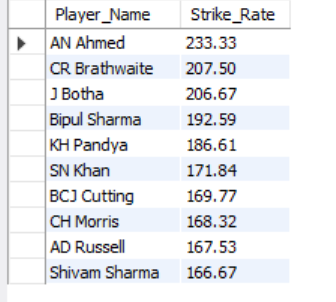 Player_Name Strike_Rate
AN Ahmed 233.33
CR Brathwaite 207.50
J Botha 206.67
Bipul Sharma 192.59
KH Pandya 186.61
SN Khan 171.84
BCJ Cutting 169.77
CH Morris 168.32
AD Russell 167.53
Shivam Sharma 166.67